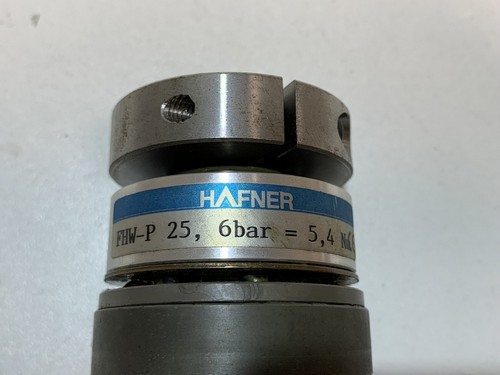 HAFNER
FHW-P 25, 6bar = 5,4